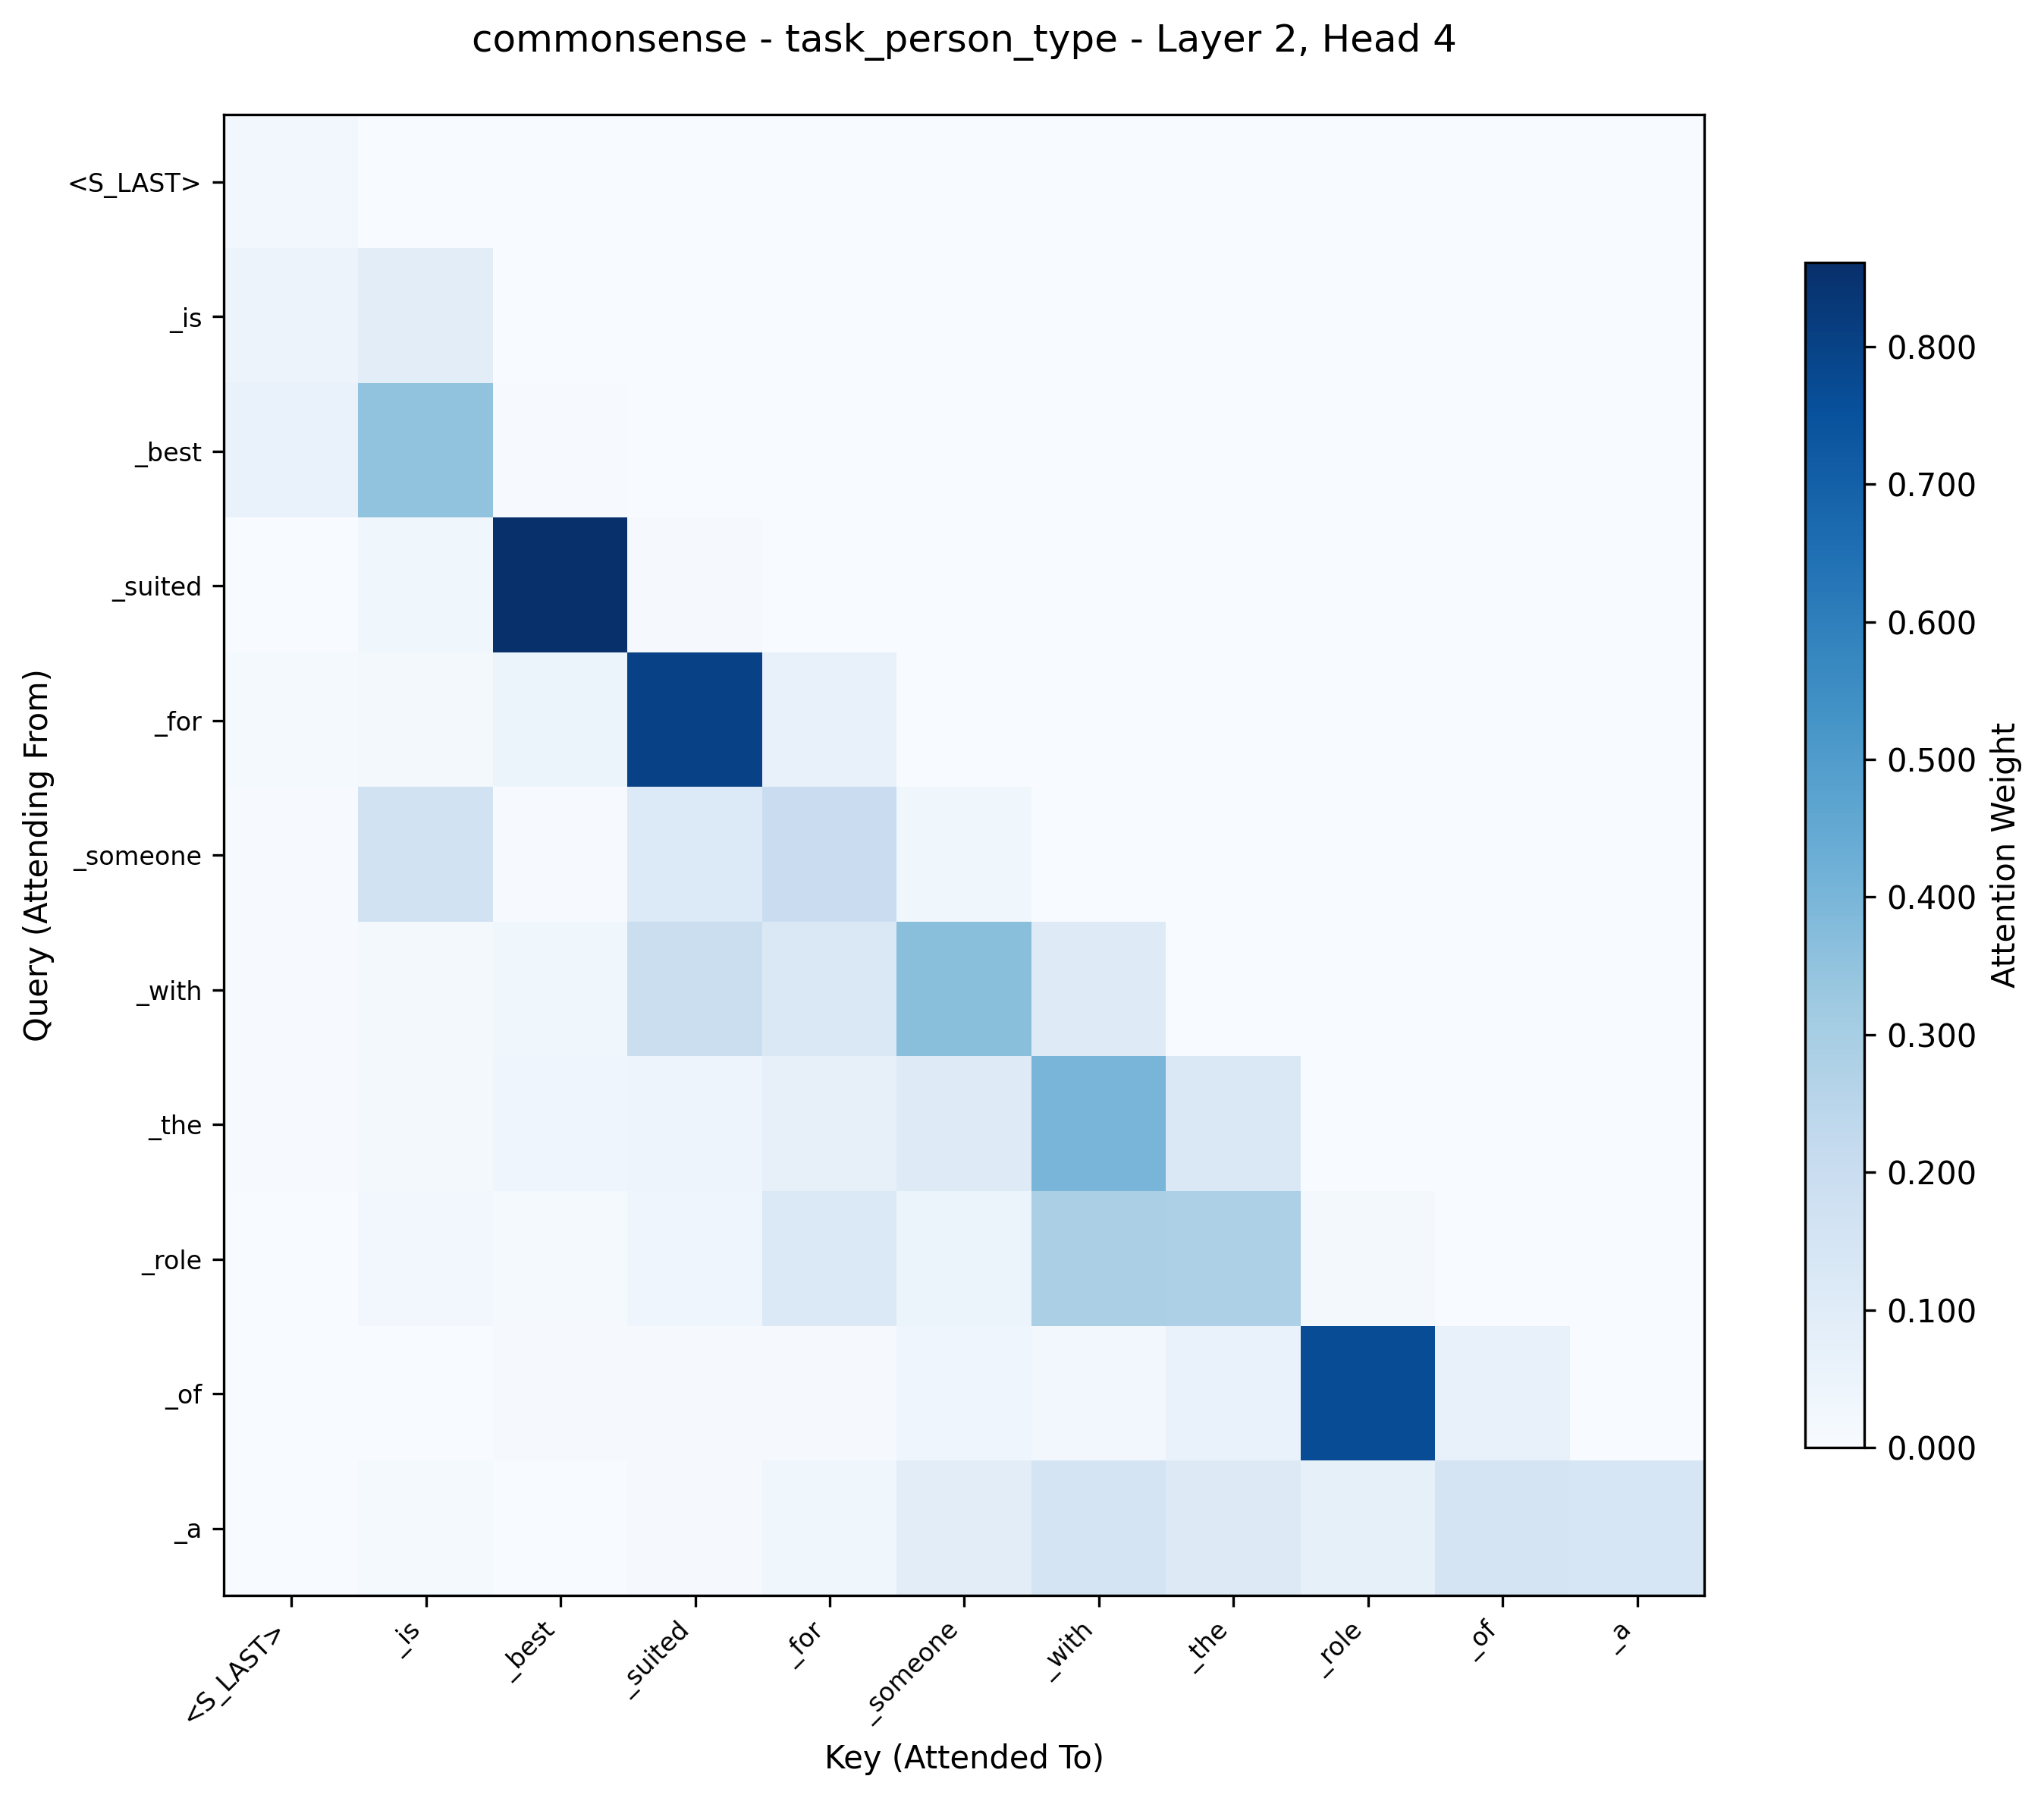 commonsense - task_person_type - Layer 2, Head 4
Query (Attending From)
<S_LAST>
_is
_best
_suited
_for
_someone
_with
_the
_role
_of
_a
<S_LAST>
_is
_best
_suited
_for
_someone
_with
_the
_role
_of
_a
Key (Attended To)
0.800
0.700
0.600
0.500
0.400
0.300
0.200
0.100
0.000
Attention Weight